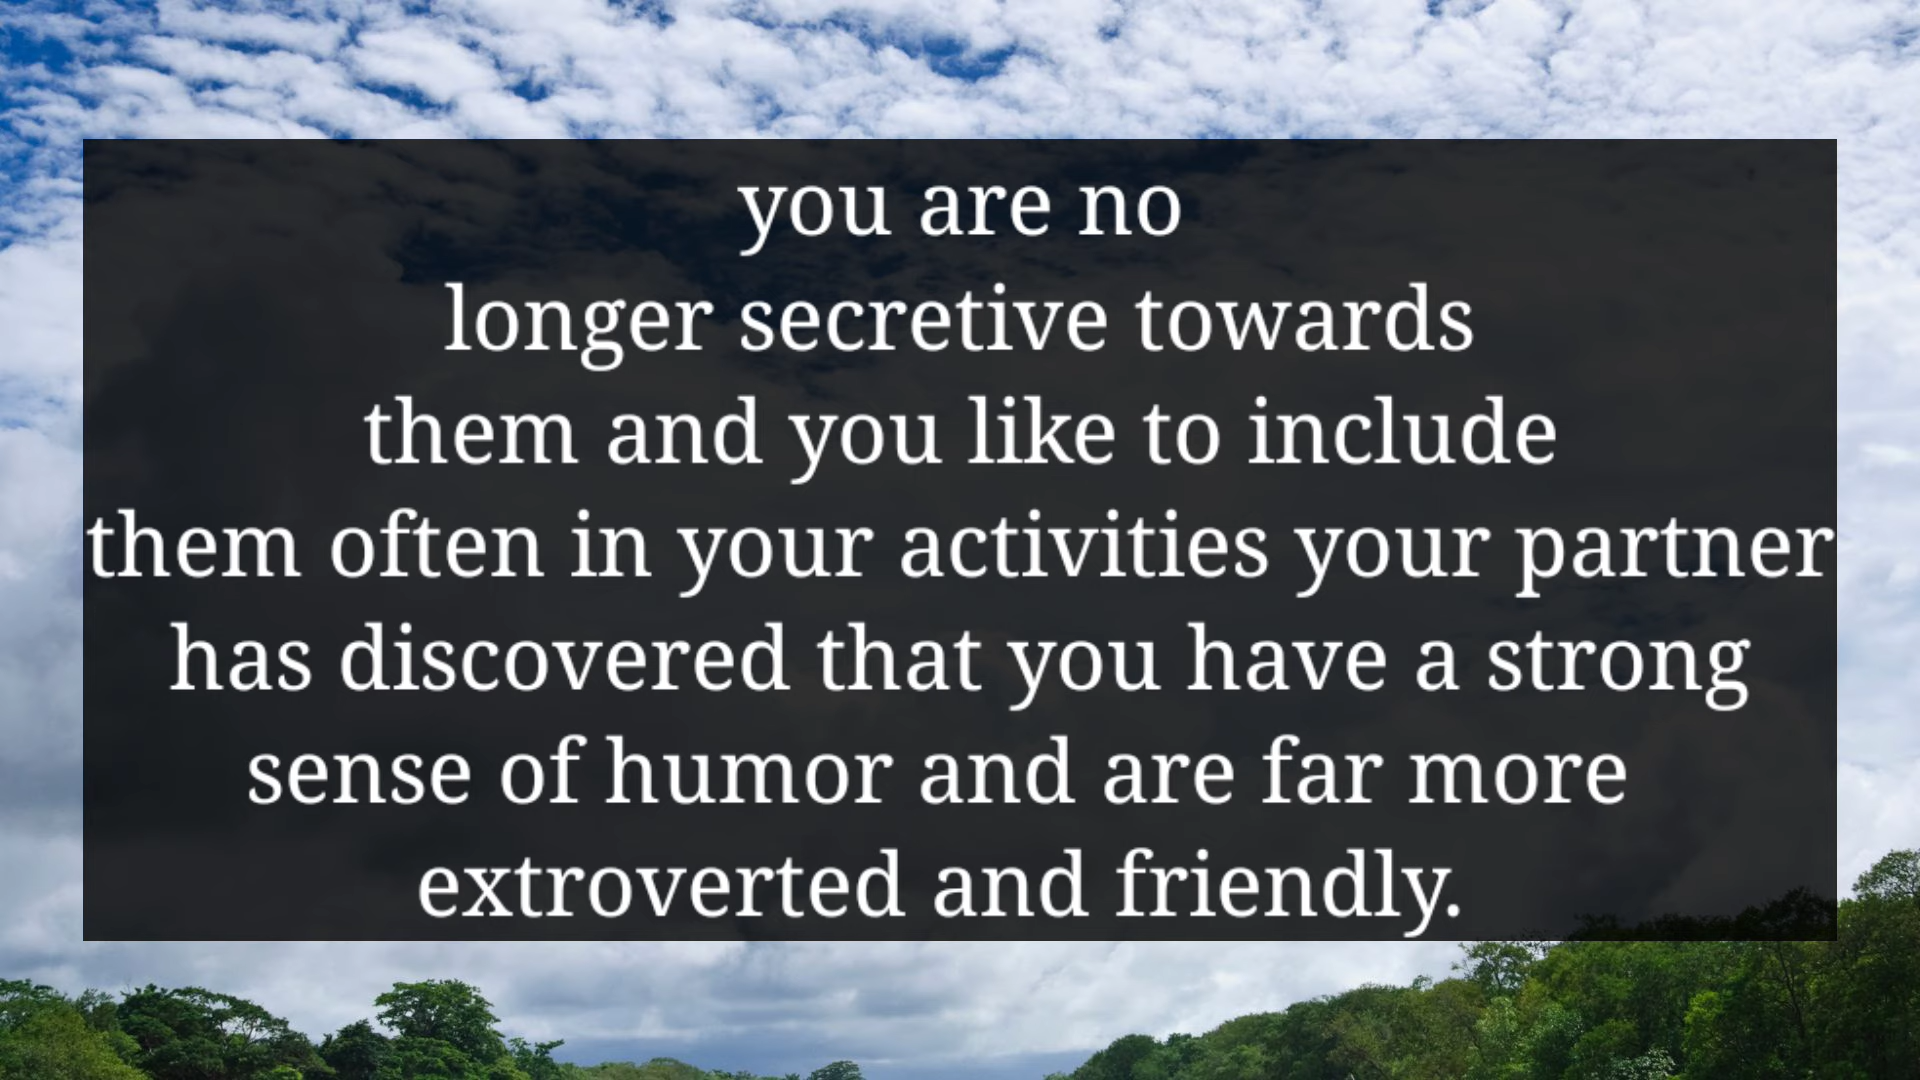 you are no
longer secretive towards
them and you like to include
them often in your activities your partner
has discovered that you have a strong
sense of humor and are far more
extroverted and friendly.